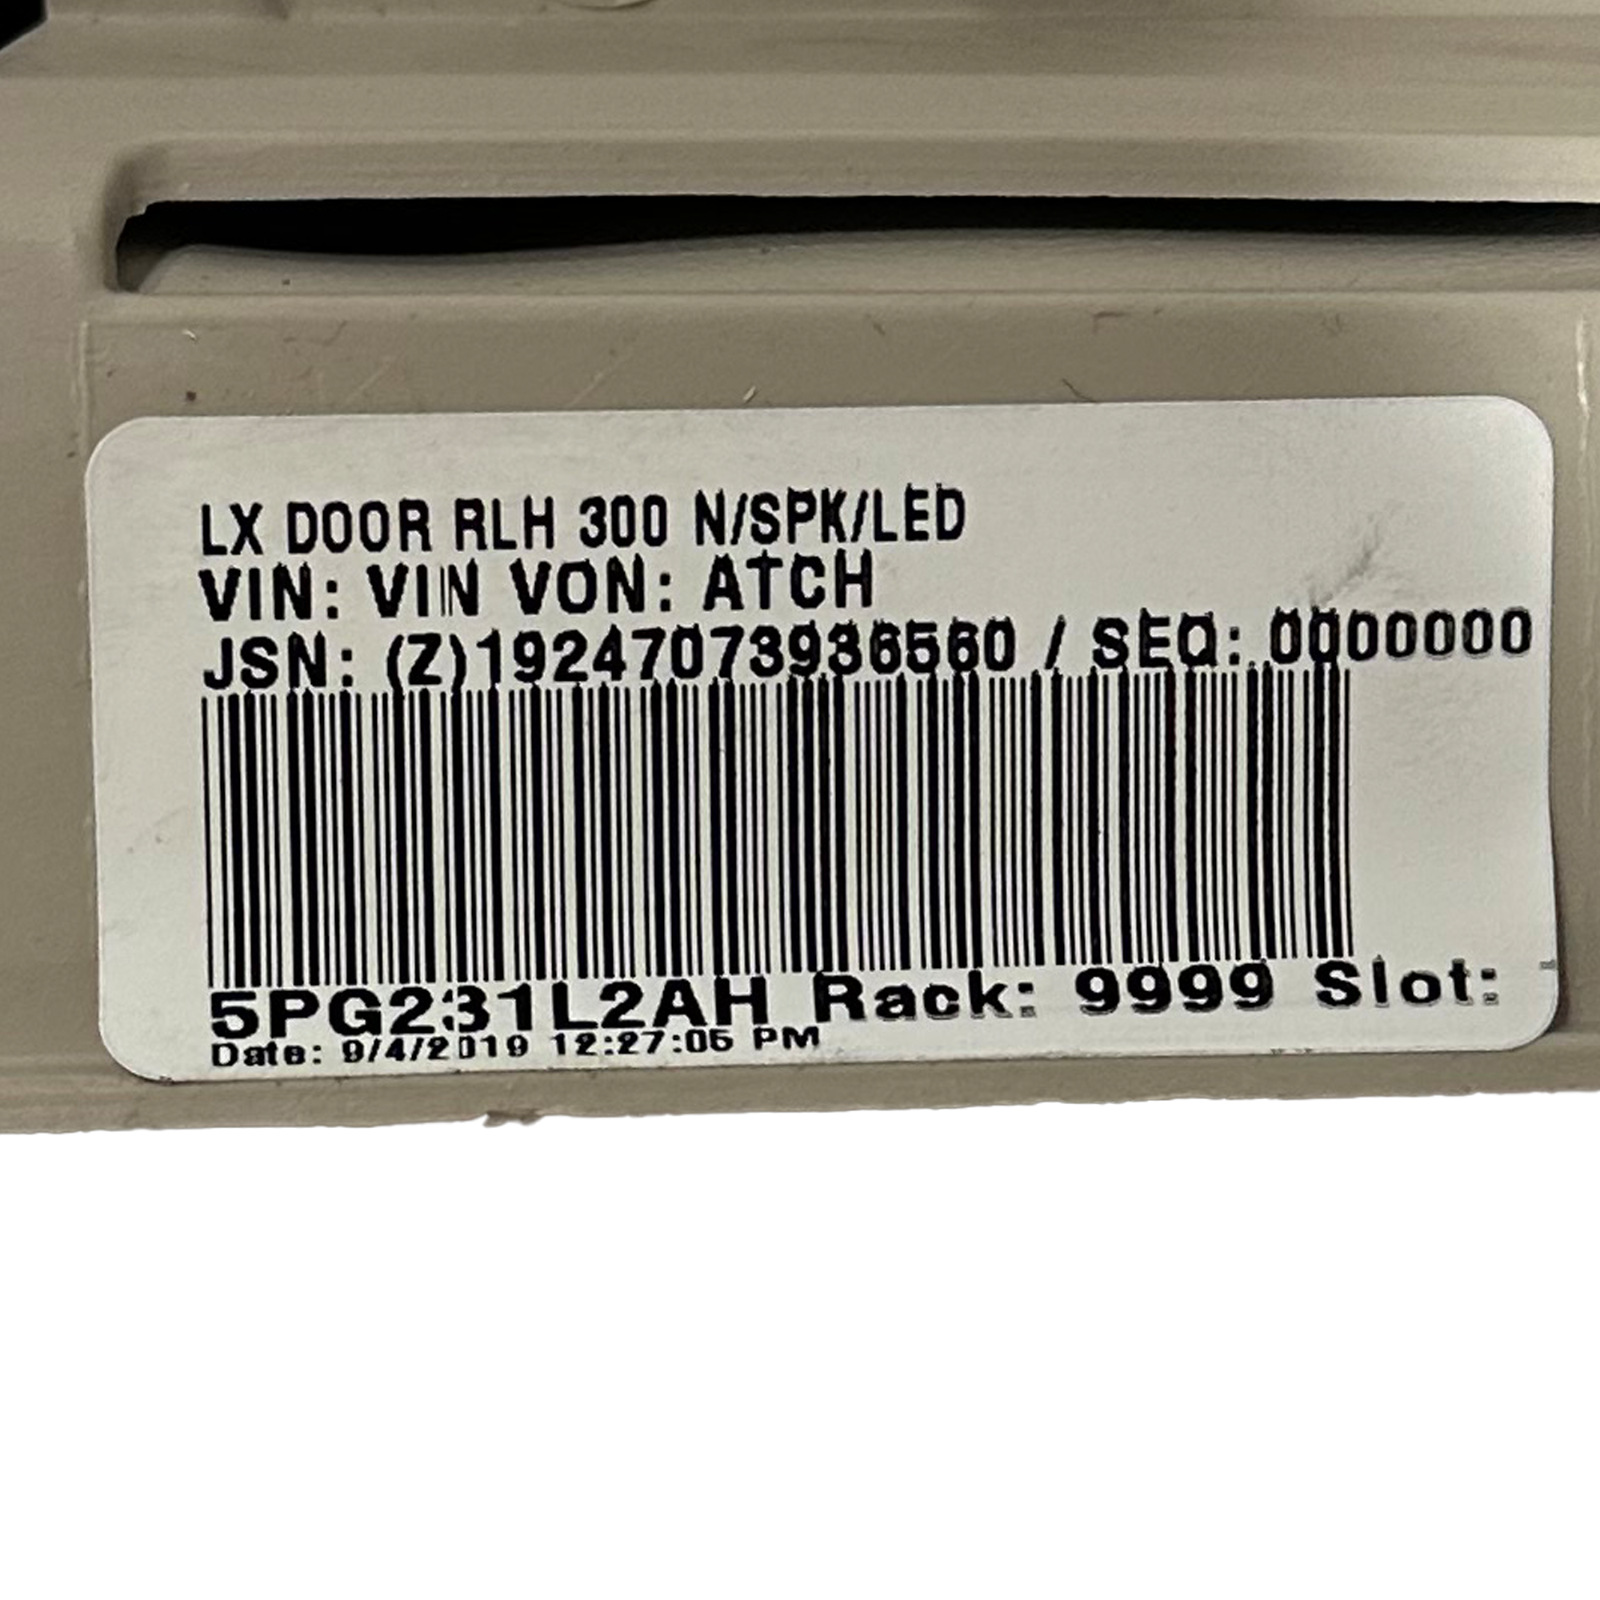 LX DOOR RLH 300 N/SPK/LED
VIN: VIN VON: ATCH
JSN: (Z)19247073936560 / SEQ: 0000000
5PG231L2AH Rack: 9999 Slot:
Date: 9/4/2019 12:27:05 PM